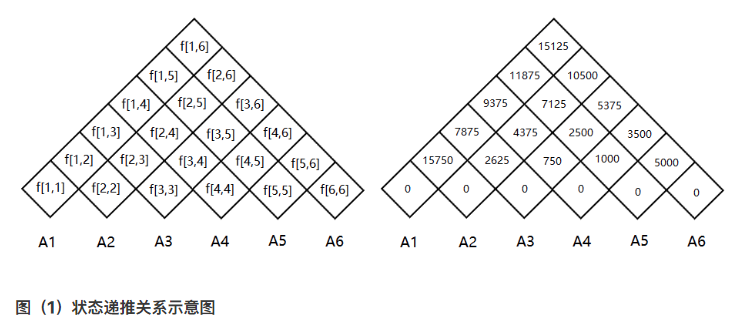 f[1,6]
15125
f[1,5] f[2,6]
11875 10500
f[1,4] f[2,5] f[3,6]
9375 7125 5375
f[1,3] f[2,4] f[3,5] f[4,6]
7875 4375 2500 3500
f[1,2] f[2,3] f[3,4] f[4,5] f[5,6]
15750 2625 750 1000 5000
f[1,1] f[2,2] f[3,3] f[4,4] f[5,5] f[6,6]
0 0 0 0 0 0
A1 A2 A3 A4 A5 A6
A1 A2 A3 A4 A5 A6
图（1）状态递推关系示意图